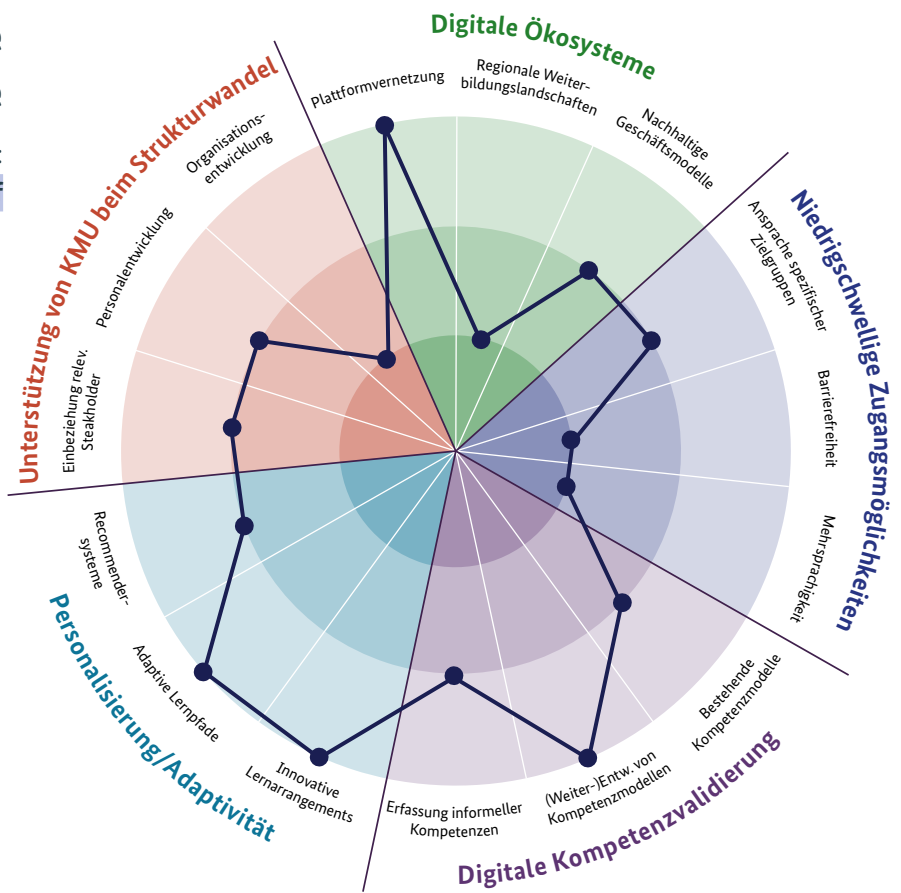 Digitale Ökosysteme
Plattformvernetzung
Regionale Weiter-
bildungslandschaften
Nachhaltige
Geschäftsmodelle
Niedrigschwellige Zugangsmöglichkeiten
Ansprache spezifischer
Zielgruppen
Barrierefreiheit
Mehrsprachigkeit
Digitale Kompetenzvalidierung
Bestehende
Kompetenzmodelle
(Weiter-)Entw. von
Kompetenzmodellen
Erfassung informeller
Kompetenzen
Personalisierung/Adaptivität
Innovative
Lernarrangements
Adaptive Lernpfade
Recommender-
systeme
Unterstützung von KMU beim Strukturwandel
Einbeziehung relev.
Steakholder
Personalentwicklung
Organisations-
entwicklung